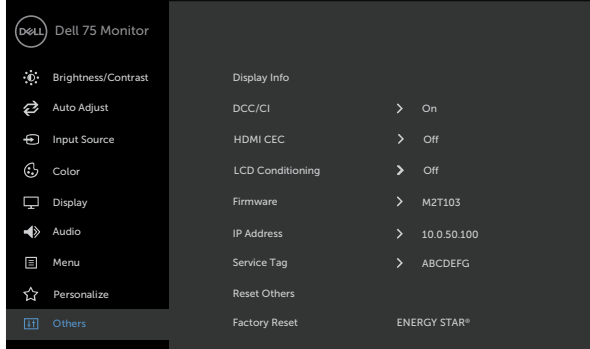 DELL Dell 75 Monitor
Brightness/Contrast
Display Info
Auto Adjust
DCC/CI > On
Input Source
HDMI CEC > Off
Color
LCD Conditioning > Off
Display
Firmware > M2T103
Audio
IP Address > 10.0.50.100
Menu
Service Tag > ABCDEFG
Personalize
Reset Others
Others
Factory Reset ENERGY STAR®